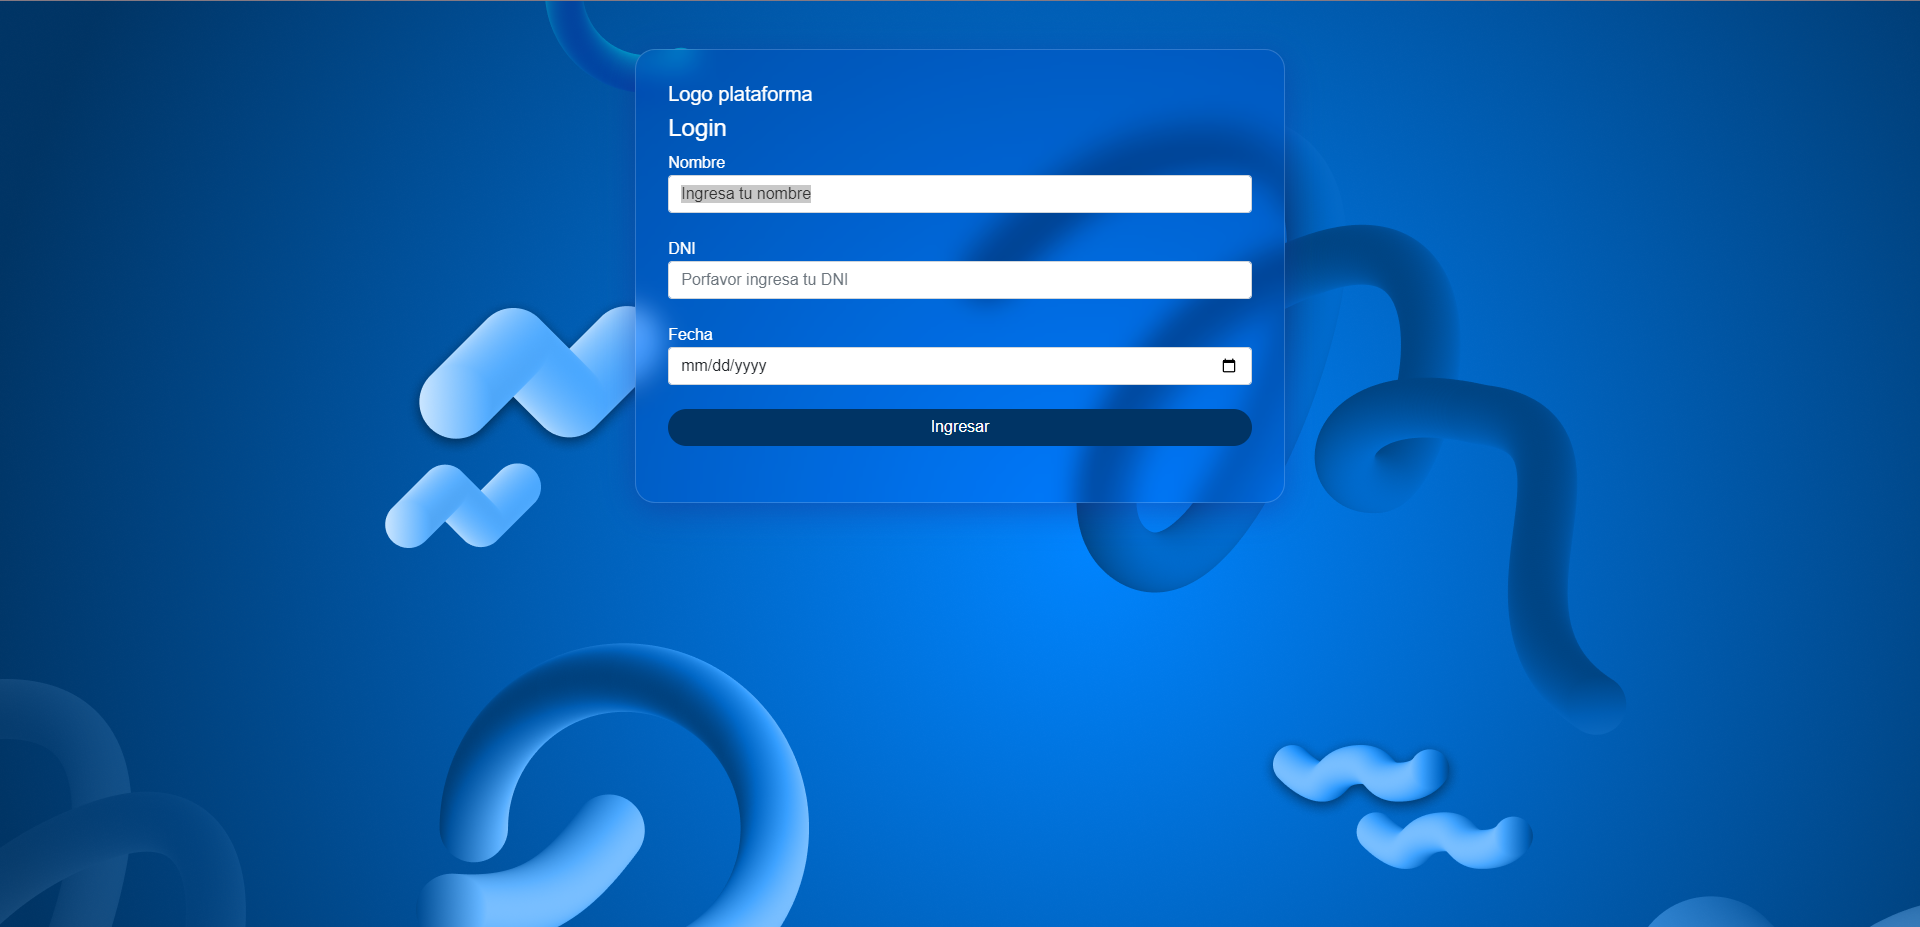 Logo plataforma
Login
Nombre
Ingresa tu nombre
DNI
Porfavor ingresa tu DNI
Fecha
mm/dd/yyyy
Ingresar